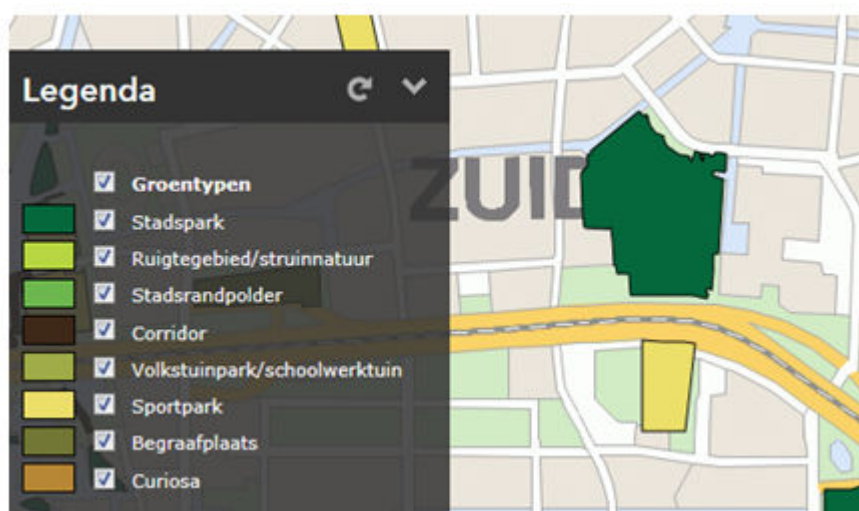 Legenda
ZUID
Groentypen
Stadspark
Ruigtegebied/struinnatuur
Stadsrandpolder
Corridor
Volkstuinpark/schoolwerktuin
Sportpark
Begraafplaats
Curiosa